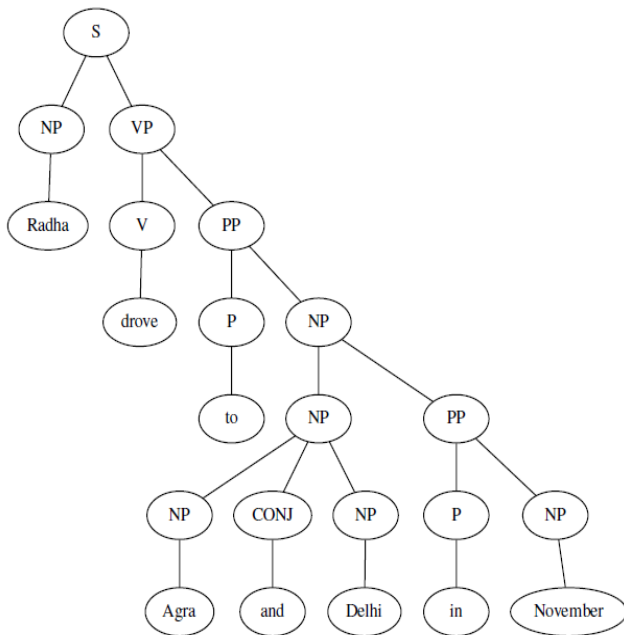 S
NP VP
Radha V PP
drove P NP
to NP PP
NP CONJ NP P NP
Agra and Delhi in November